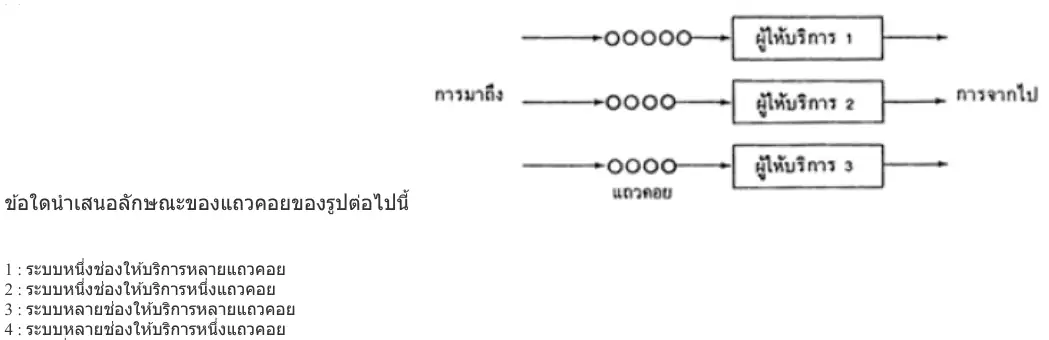 ผู้ให้บริการ 1
การมาถึง
ผู้ให้บริการ 2
การจากไป
ผู้ให้บริการ 3
แถวคอย
ข้อใดนำเสนอลักษณะของแถวคอยของรูปต่อไปนี้
1 : ระบบหนึ่งช่องให้บริการหลายแถวคอย
2 : ระบบหนึ่งช่องให้บริการหนึ่งแถวคอย
3 : ระบบหลายช่องให้บริการหลายแถวคอย
4 : ระบบหลายช่องให้บริการหนึ่งแถวคอย